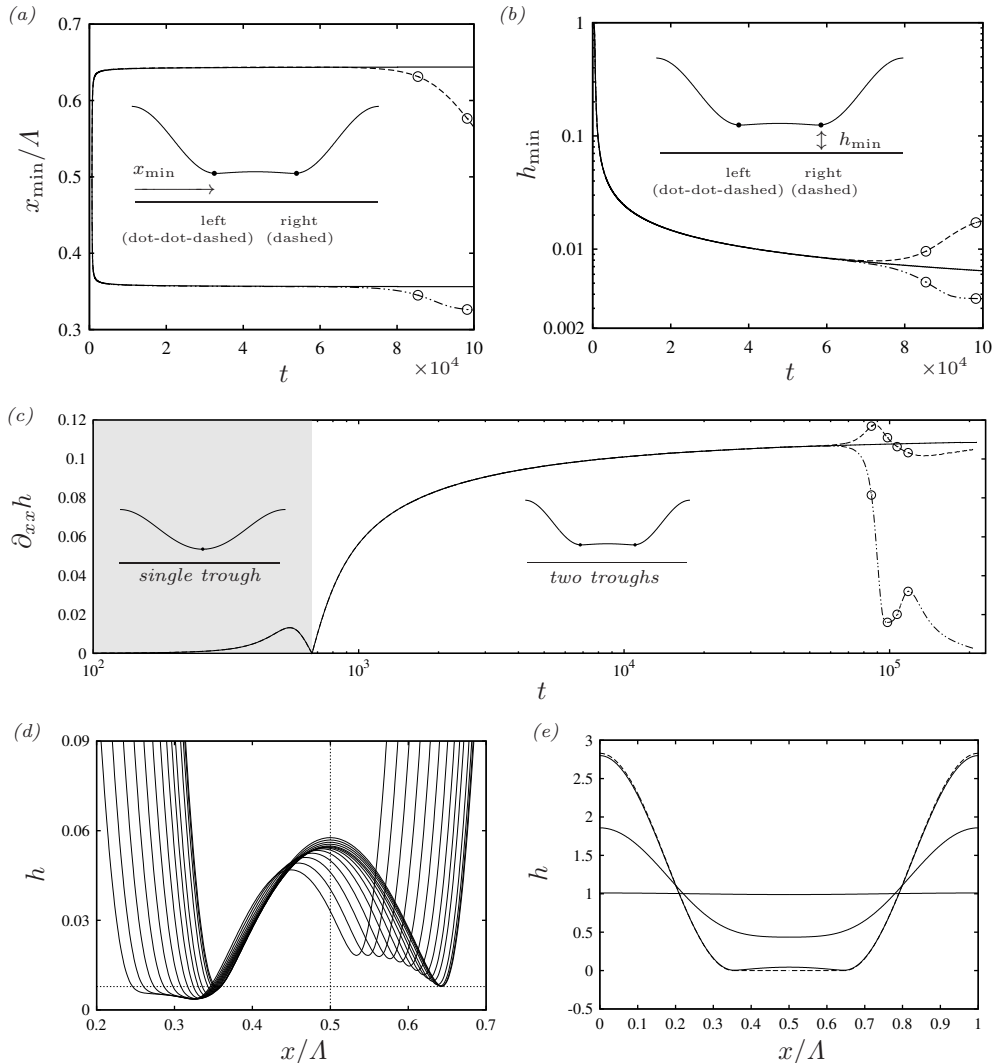 (a)
0.7
0.6
0.5
0.4
0.3
x_min/Λ
x_min
left
(dot-dot-dashed)
right
(dashed)
0 2 4 6 8 10
t
×10^4
(b)
1
0.1
0.01
0.002
h_min
h_min
left
(dot-dot-dashed)
right
(dashed)
0 2 4 6 8 10
t
×10^4
(c)
0.12
0.1
0.08
0.06
0.04
0.02
0
∂_xx h
single trough
two troughs
10^2 10^3 10^4 10^5
t
(d)
0.09
0.06
0.03
0
h
0.2 0.3 0.4 0.5 0.6 0.7
x/Λ
(e)
3
2.5
2
1.5
1
0.5
0
-0.5
h
0 0.1 0.2 0.3 0.4 0.5 0.6 0.7 0.8 0.9 1
x/Λ